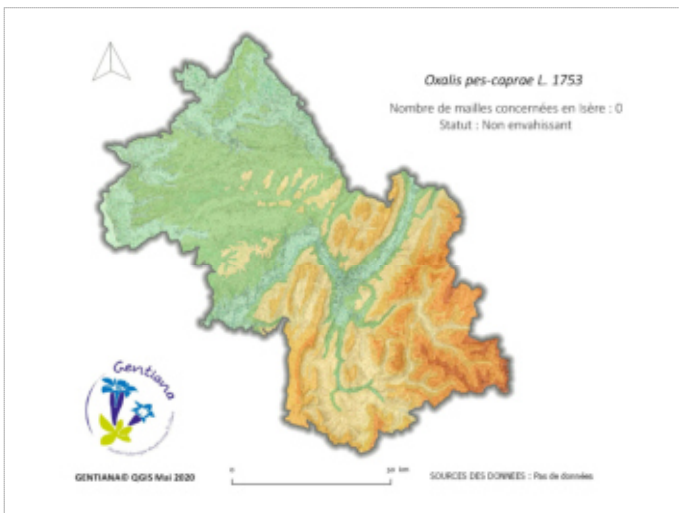 Oxalis pes-caprae L. 1753
Nombre de mailles concernées en Isère : 0
Statut : Non envahissant
Gentiana
GENTIANA© QGIS Mai 2020
0
km
SOURCES DES DONNEES : Pas de données